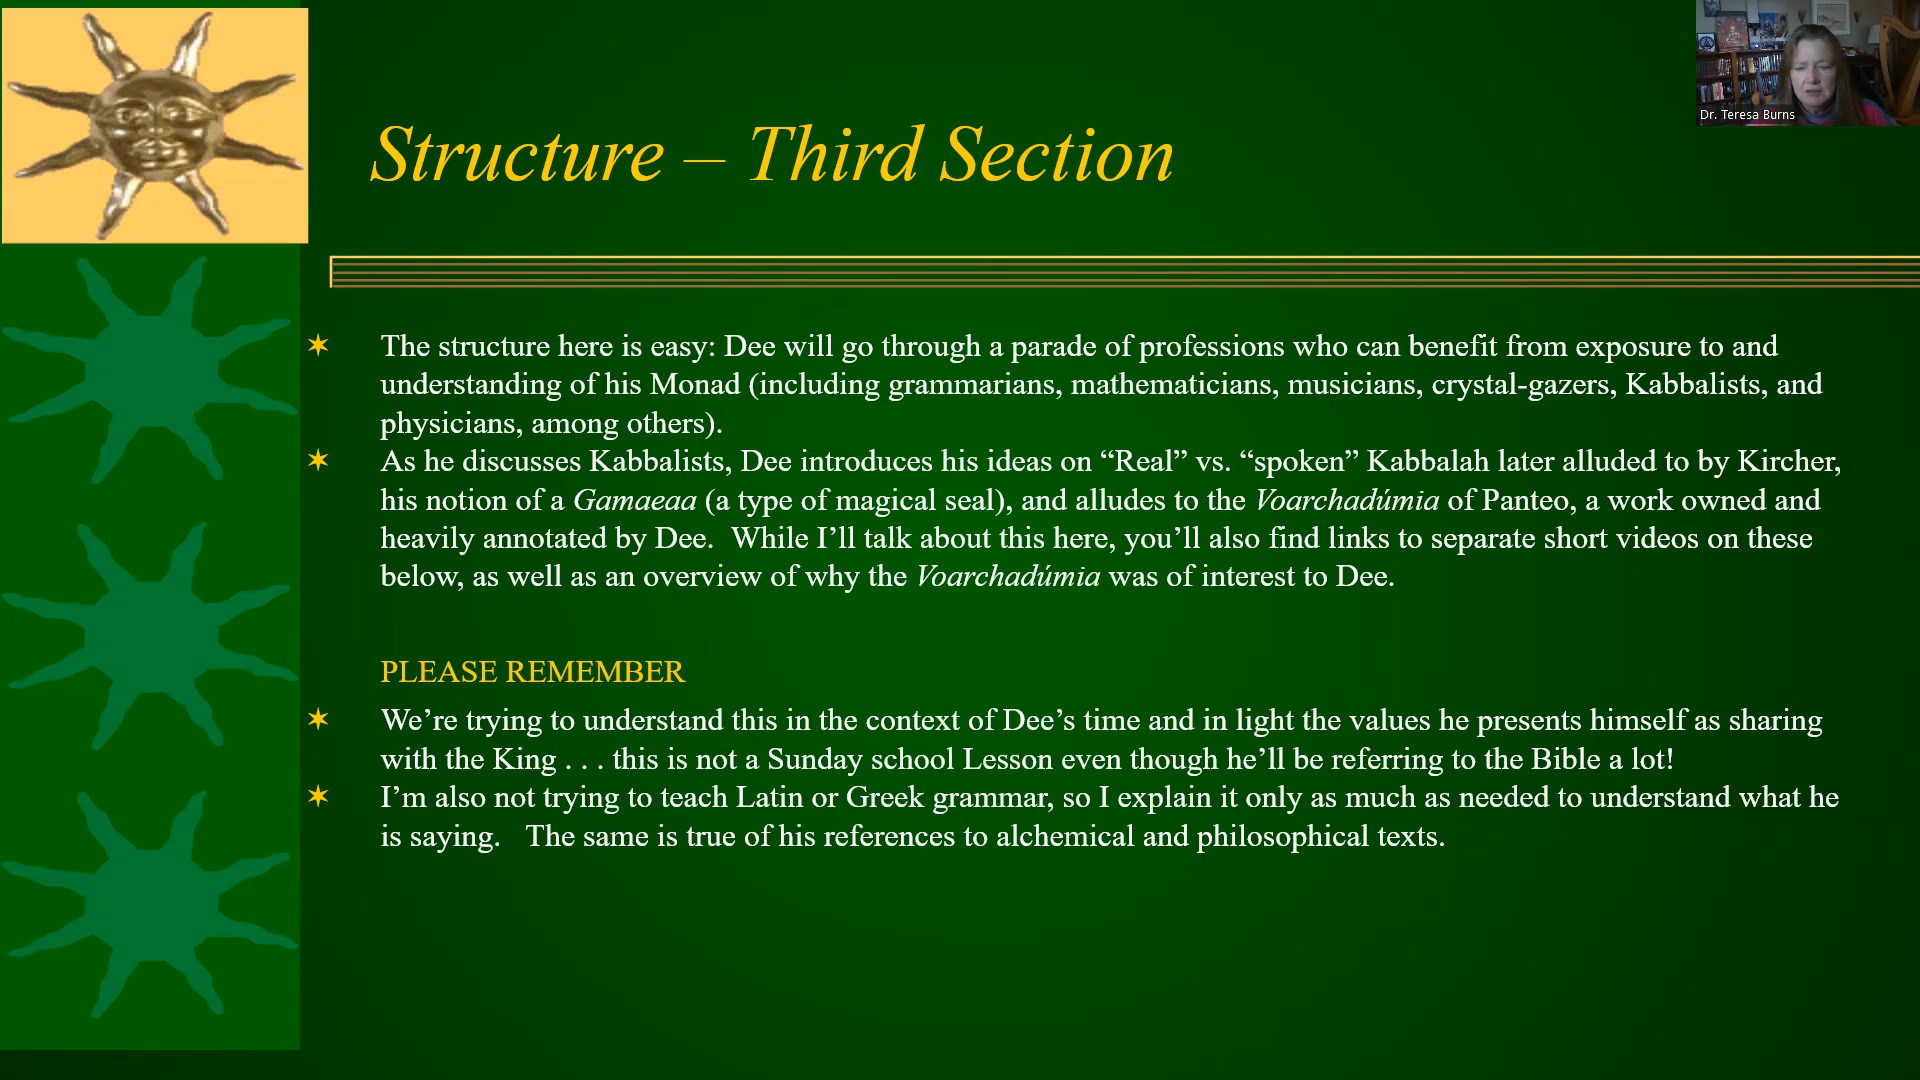 Dr. Teresa Burns
Structure – Third Section
The structure here is easy: Dee will go through a parade of professions who can benefit from exposure to and
understanding of his Monad (including grammarians, mathematicians, musicians, crystal-gazers, Kabbalists, and
physicians, among others).
As he discusses Kabbalists, Dee introduces his ideas on “Real” vs. “spoken” Kabbalah later alluded to by Kircher,
his notion of a Gamaeaa (a type of magical seal), and alludes to the Voarchadúmia of Panteo, a work owned and
heavily annotated by Dee.  While I’ll talk about this here, you’ll also find links to separate short videos on these
below, as well as an overview of why the Voarchadúmia was of interest to Dee.
PLEASE REMEMBER
We’re trying to understand this in the context of Dee’s time and in light the values he presents himself as sharing
with the King . . . this is not a Sunday school Lesson even though he’ll be referring to the Bible a lot!
I’m also not trying to teach Latin or Greek grammar, so I explain it only as much as needed to understand what he
is saying.   The same is true of his references to alchemical and philosophical texts.